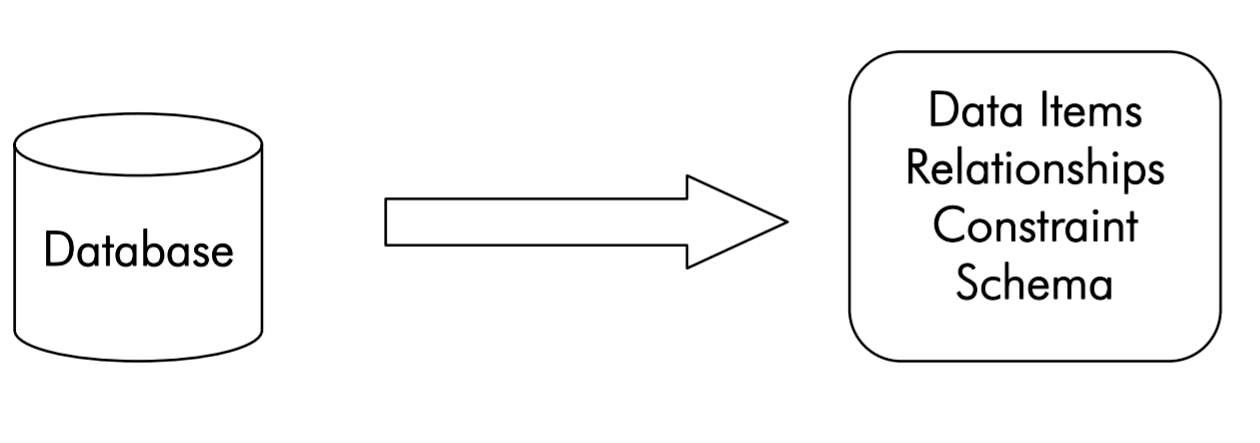 Database
Data Items
Relationships
Constraint
Schema